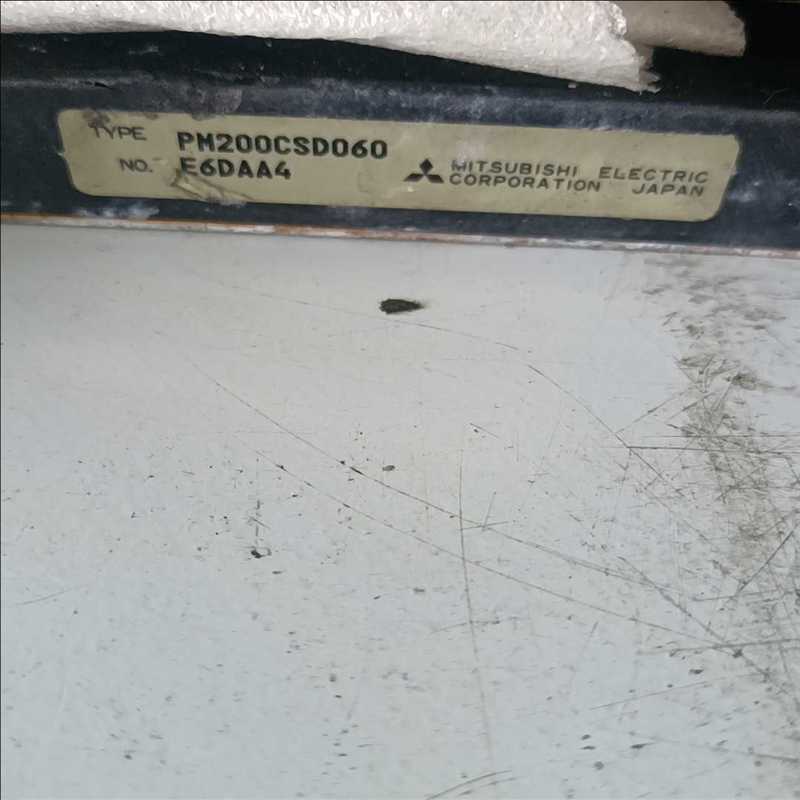 TYPE PM200CSD060
NO. E6DAA4
MITSUBISHI ELECTRIC
CORPORATION JAPAN